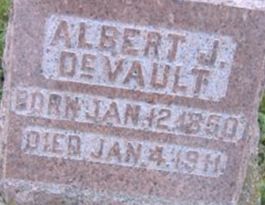 ALBERT J.
DEVAULT
BORN JAN. 12. 1850
DIED JAN. 4. 1911.